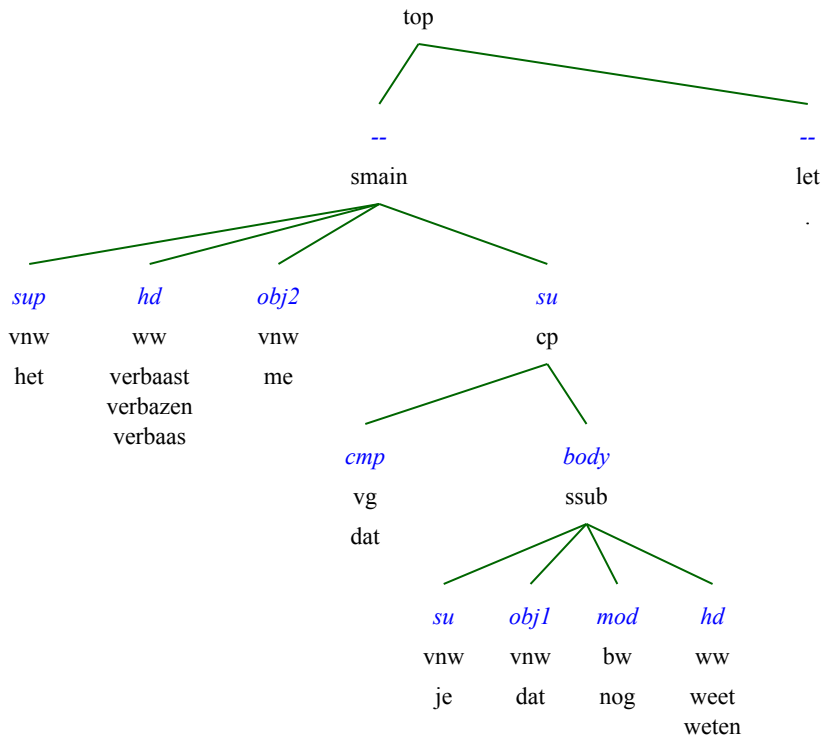 top
-- --
smain let
.
sup hd obj2 su
vnw ww vnw cp
het verbaast me
verbazen
verbaas
cmp body
vg ssub
dat
su obj1 mod hd
vnw vnw bw ww
je dat nog weet
weten